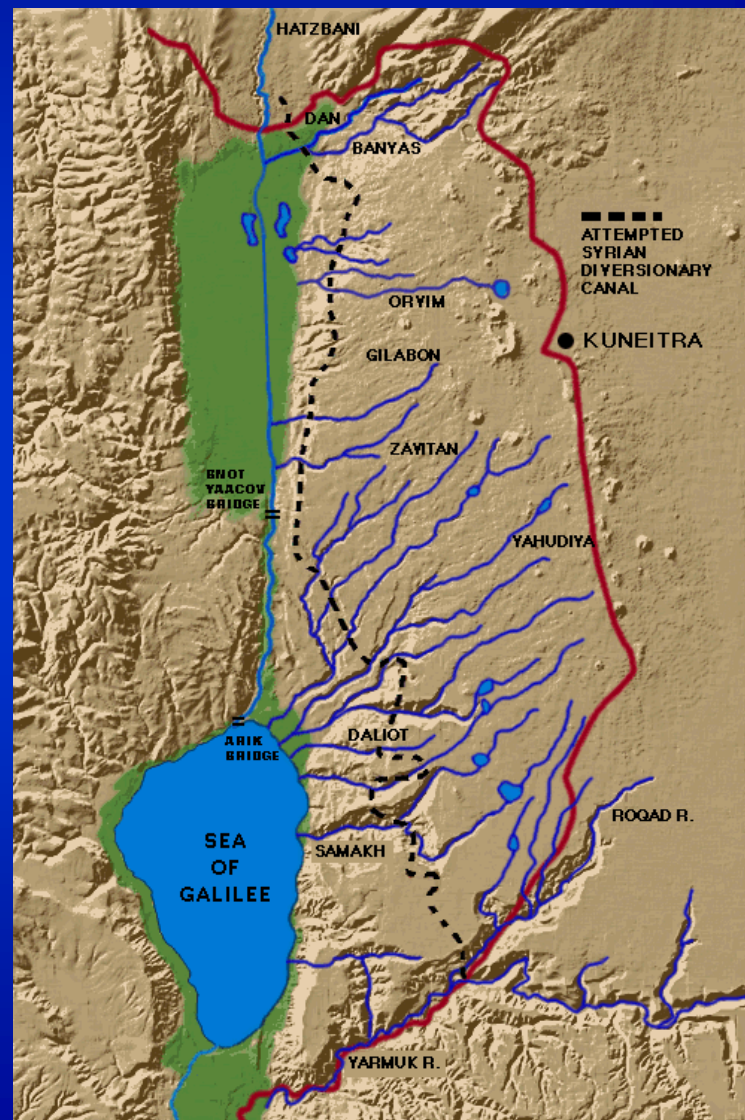 HATZBANI
DAN
BANYAS
ATTEMPTED
SYRIAN
DIVERSIONARY
CANAL
ORYIM
KUNEITRA
GILABON
ZAVITAN
BNOT
YAACOV
BRIDGE
YAHUDIYA
ARIK
BRIDGE
DALIOT
ROQAD R.
SEA
OF
GALILEE
SAMAKH
YARMUK R.